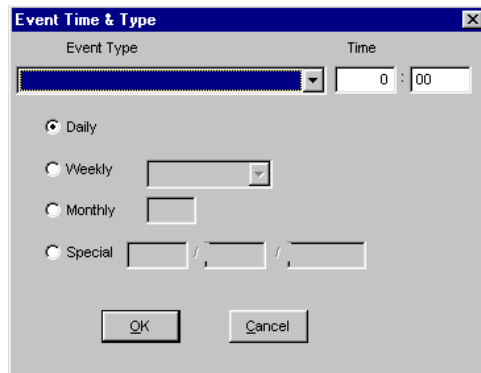 Event Time & Type
Event Type Time
0 : 00
Daily
Weekly
Monthly
Special / /
OK Cancel